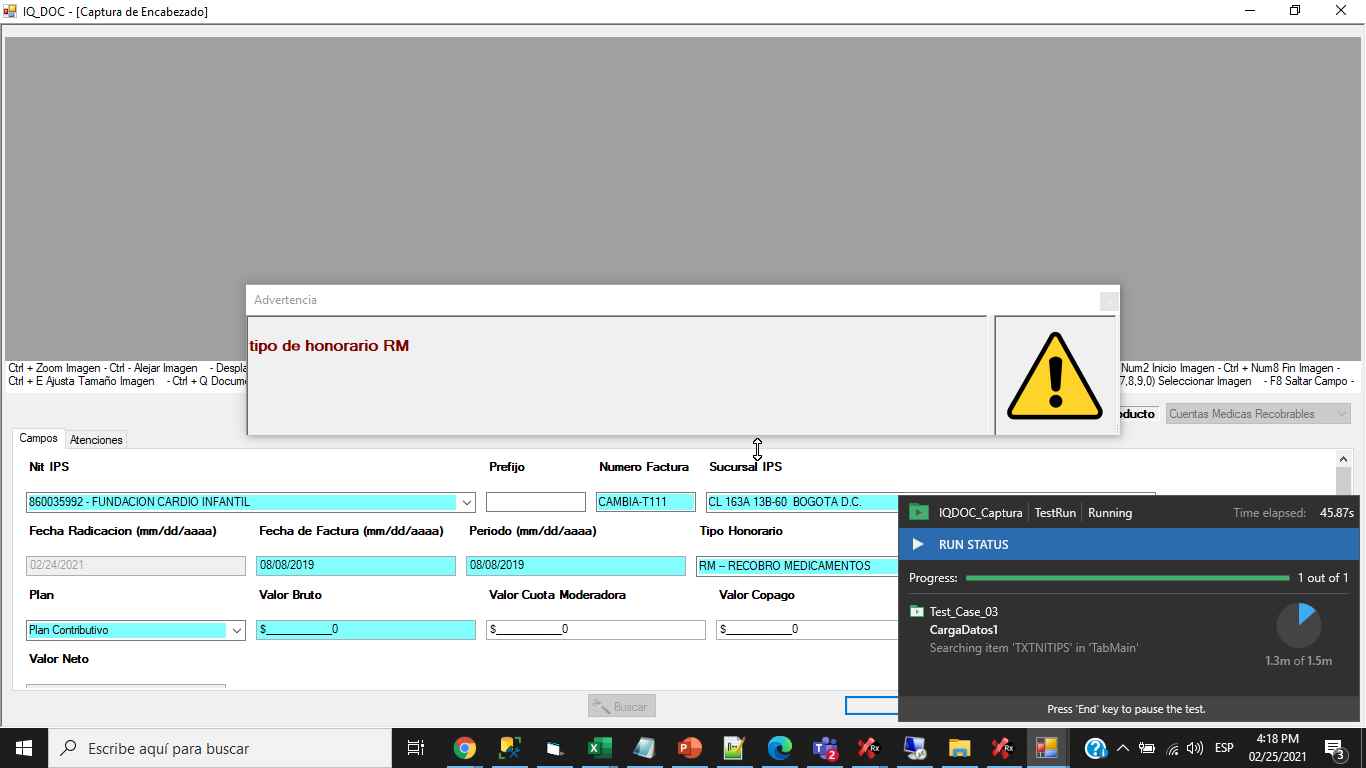 IQ_DOC - [Captura de Encabezado]
Advertencia
tipo de honorario RM
Ctrl + Zoom Imagen - Ctrl - Alejar Imagen - Despla
Num2 Inicio Imagen - Ctrl + Num8 Fin Imagen -
Ctrl + E Ajusta Tamaño Imagen - Ctrl + Q Docume
7,8,9,0) Seleccionar Imagen - F8 Saltar Campo -
oducto Cuentas Medicas Recobrables
Campos Atenciones
Nit IPS Prefijo Numero Factura Sucursal IPS
860035992 - FUNDACION CARDIO INFANTIL CAMBIA-T111 CL 163A 13B-60 BOGOTA D.C.
Fecha Radicacion (mm/dd/aaaa) Fecha de Factura (mm/dd/aaaa) Periodo (mm/dd/aaaa) Tipo Honorario
02/24/2021 08/08/2019 08/08/2019 RM – RECOBRO MEDICAMENTOS
Plan Valor Bruto Valor Cuota Moderadora Valor Copago
Plan Contributivo $__________0 $__________0 $__________0
Valor Neto
Buscar
IQDOC_Captura TestRun Running Time elapsed: 45.87s
RUN STATUS
Progress: 1 out of 1
Test_Case_03
CargaDatos1
Searching item 'TXTNITIPS' in 'TabMain'
1.3m of 1.5m
Press 'End' key to pause the test.
Escribe aquí para buscar
2
Rx
Rx
ESP
4:18 PM
02/25/2021
3